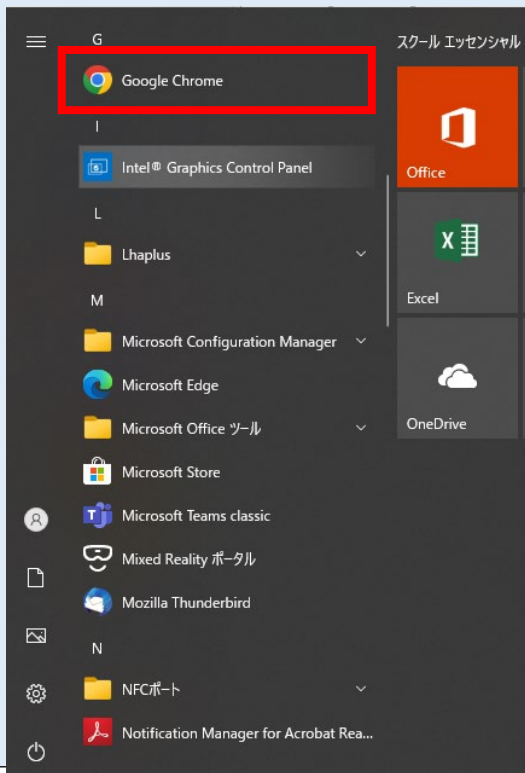 G
Google Chrome
I
Intel® Graphics Control Panel
L
Lhaplus
M
Microsoft Configuration Manager
Microsoft Edge
Microsoft Office ツール
Microsoft Store
Microsoft Teams classic
Mixed Reality ポータル
Mozilla Thunderbird
N
NFCポート
Notification Manager for Acrobat Rea...
スクール エッセンシャル
Office
Excel
OneDrive